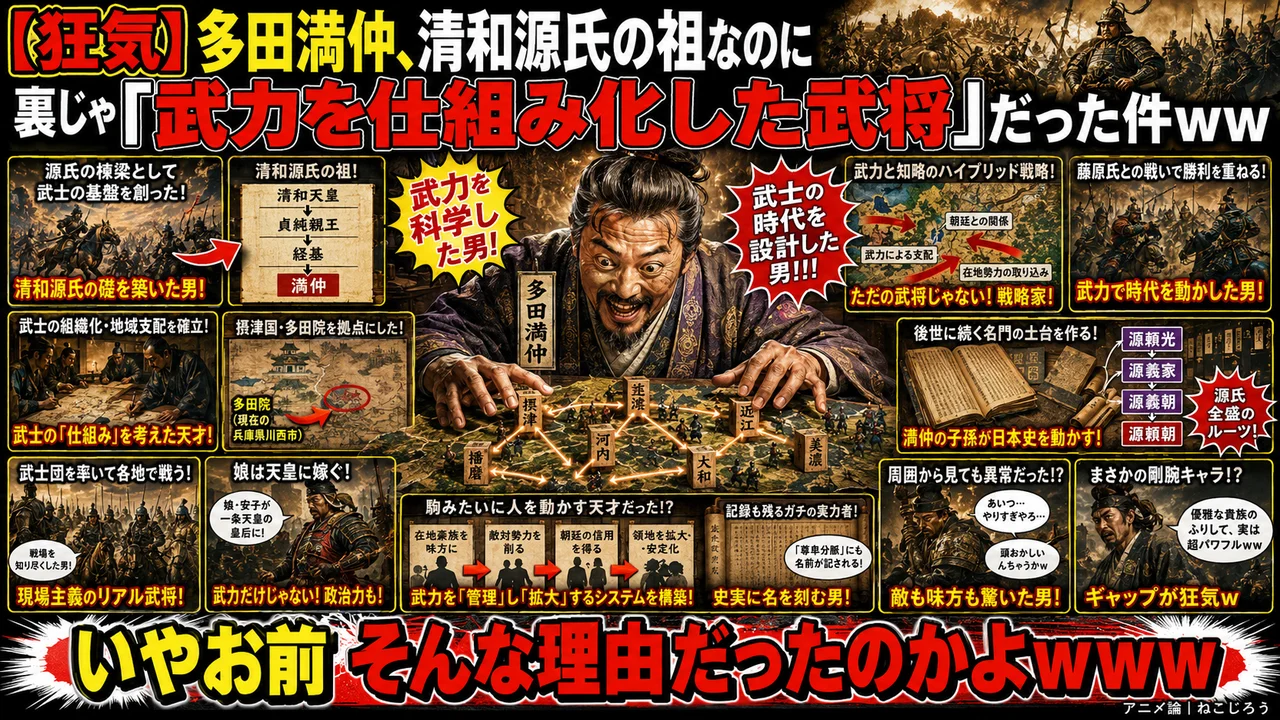 【狂気】多田満仲、清和源氏の祖なのに
裏じゃ「武力を仕組み化した武将」だった件ww
源氏の棟梁として
武士の基盤を創った!
清和源氏の礎を築いた男!
清和源氏の祖!
清和天皇
貞純親王
経基
満仲
武力を
科学し
た男!
多田満仲
武士の
時代を
設計した
男!!!
武力と知略のハイブリッド戦略!
朝廷との関係
武力による支配
在地勢力の取り込み
ただの武将じゃない!戦略家!
藤原氏との戦いで勝利を重ねる!
武力で時代を動かした男!
武士の組織化・地域支配を確立!
武士の「仕組み」を考えた天才!
摂津国・多田院を拠点にした!
多田院
(現在の
兵庫県川西市)
摂津
近江
播磨
河内
大和
美濃
後世に続く名門の土台を作る!
源頼光
源義家
源義朝
源頼朝
源氏
全盛の
ルーツ!
満仲の子孫が日本史を動かす!
武士団を率いて各地で戦う!
戦場を
知り尽くした男!
現場主義のリアル武将!
娘は天皇に嫁ぐ!
娘・安子が
一条天皇の
皇后に!
武力だけじゃない!政治力も!
駒みたいに人を動かす天才だった!?
在地豪族を
味方に
敵対勢力を
削る
朝廷の信用
を得る
領地を拡大・
安定化
武力を「管理」し「拡大」するシステムを構築!
記録も残るガチの実力者!
「尊卑分脈」にも
名前が記される!
史実に名を刻む男!
周囲から見ても異常だった!?
あいつ…
やりすぎやろ…
頭おかしい
んちゃうかw
敵も味方も驚いた男!
まさかの剛腕キャラ!?
優雅な貴族の
ふりして、実は
超パワフルww
ギャップが狂気w
いやお前 そんな理由だったのかよwww
アニメ論 | ねこじろう